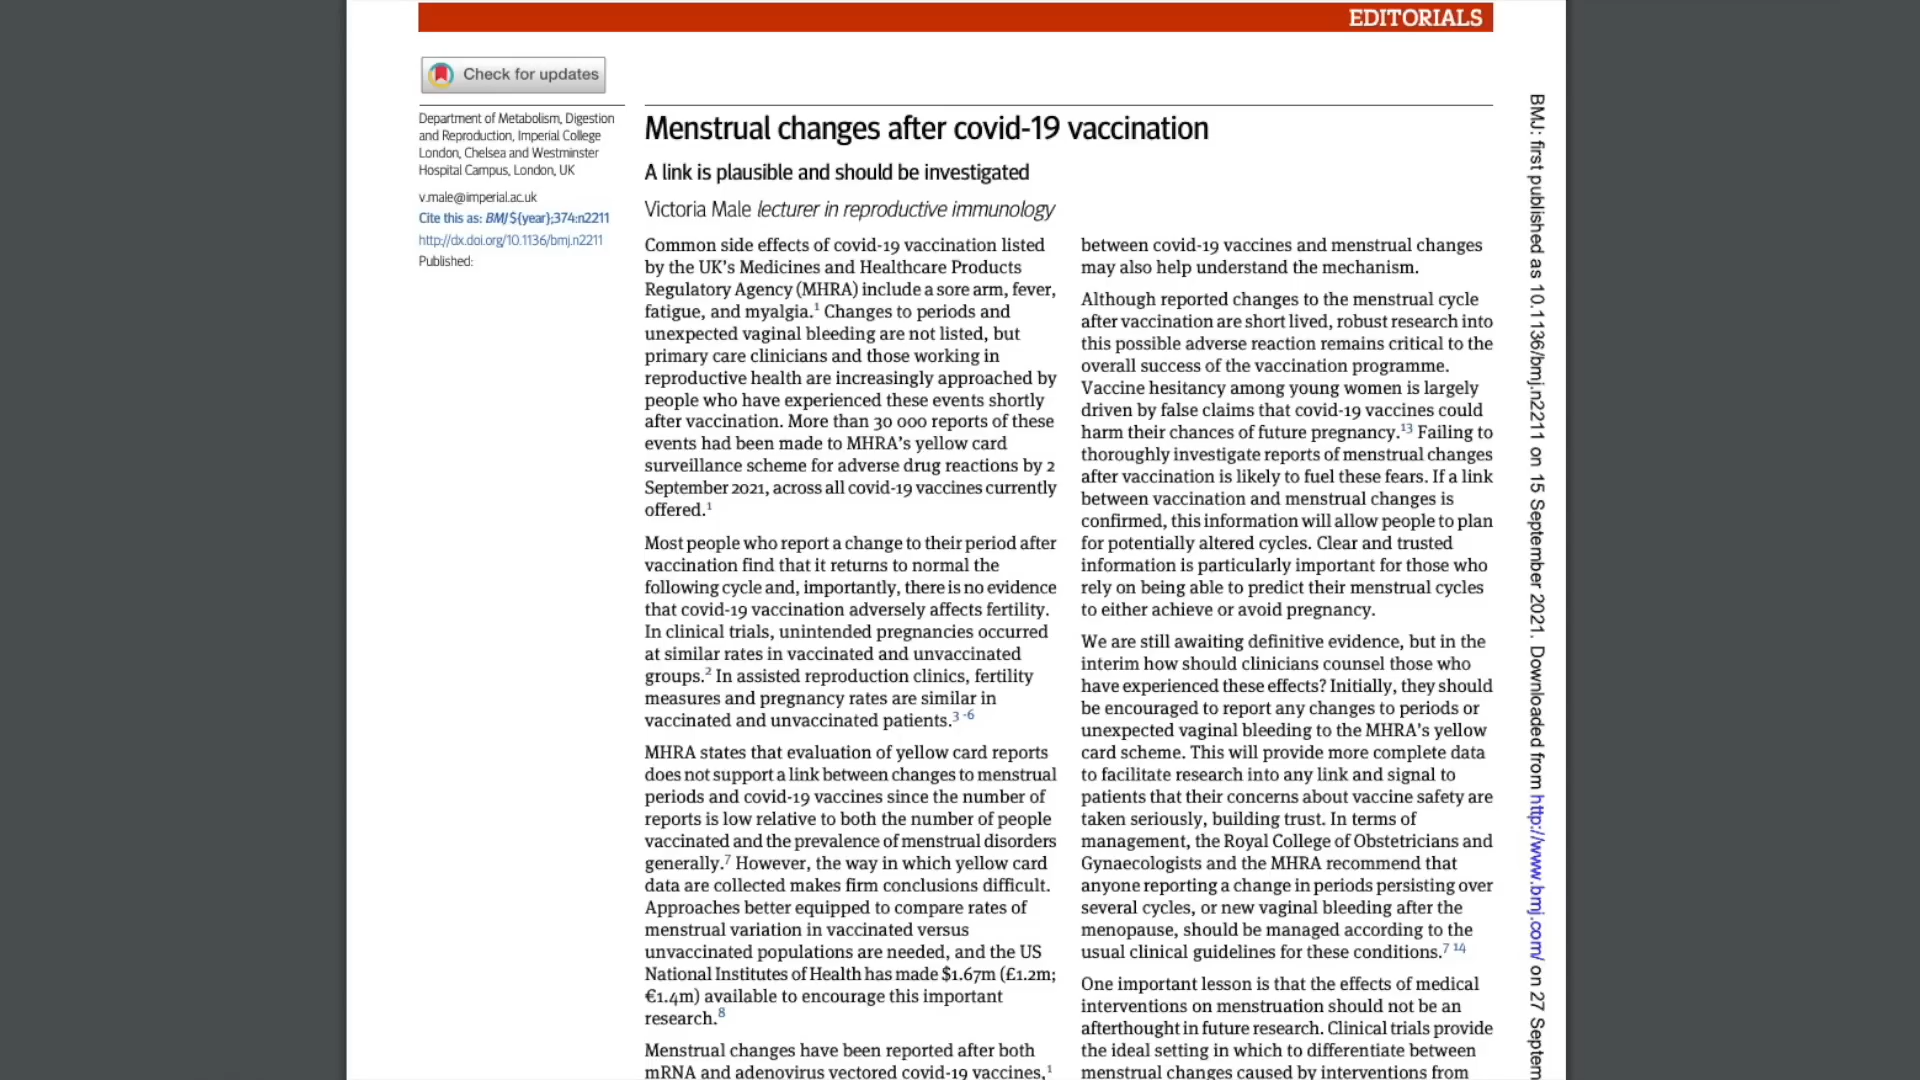 EDITORIALS
Check for updates
Department of Metabolism, Digestion
and Reproduction, Imperial College
London, Chelsea and Westminster
Hospital Campus, London, UK
v.male@imperial.ac.uk
Cite this as: BMJ ${year};374:n2211
http://dx.doi.org/10.1136/bmj.n2211
Published:
Menstrual changes after covid-19 vaccination
A link is plausible and should be investigated
Victoria Male lecturer in reproductive immunology
Common side effects of covid-19 vaccination listed
by the UK's Medicines and Healthcare Products
Regulatory Agency (MHRA) include a sore arm, fever,
fatigue, and myalgia.1 Changes to periods and
unexpected vaginal bleeding are not listed, but
primary care clinicians and those working in
reproductive health are increasingly approached by
people who have experienced these events shortly
after vaccination. More than 30 000 reports of these
events had been made to MHRA's yellow card
surveillance scheme for adverse drug reactions by 2
September 2021, across all covid-19 vaccines currently
offered.1
Most people who report a change to their period after
vaccination find that it returns to normal the
following cycle and, importantly, there is no evidence
that covid-19 vaccination adversely affects fertility.
In clinical trials, unintended pregnancies occurred
at similar rates in vaccinated and unvaccinated
groups.2 In assisted reproduction clinics, fertility
measures and pregnancy rates are similar in
vaccinated and unvaccinated patients.3 -6
MHRA states that evaluation of yellow card reports
does not support a link between changes to menstrual
periods and covid-19 vaccines since the number of
reports is low relative to both the number of people
vaccinated and the prevalence of menstrual disorders
generally.7 However, the way in which yellow card
data are collected makes firm conclusions difficult.
Approaches better equipped to compare rates of
menstrual variation in vaccinated versus
unvaccinated populations are needed, and the US
National Institutes of Health has made $1.67m (£1.2m;
€1.4m) available to encourage this important
research.8
Menstrual changes have been reported after both
mRNA and adenovirus vectored covid-19 vaccines,1
between covid-19 vaccines and menstrual changes
may also help understand the mechanism.
Although reported changes to the menstrual cycle
after vaccination are short lived, robust research into
this possible adverse reaction remains critical to the
overall success of the vaccination programme.
Vaccine hesitancy among young women is largely
driven by false claims that covid-19 vaccines could
harm their chances of future pregnancy.13 Failing to
thoroughly investigate reports of menstrual changes
after vaccination is likely to fuel these fears. If a link
between vaccination and menstrual changes is
confirmed, this information will allow people to plan
for potentially altered cycles. Clear and trusted
information is particularly important for those who
rely on being able to predict their menstrual cycles
to either achieve or avoid pregnancy.
We are still awaiting definitive evidence, but in the
interim how should clinicians counsel those who
have experienced these effects? Initially, they should
be encouraged to report any changes to periods or
unexpected vaginal bleeding to the MHRA's yellow
card scheme. This will provide more complete data
to facilitate research into any link and signal to
patients that their concerns about vaccine safety are
taken seriously, building trust. In terms of
management, the Royal College of Obstetricians and
Gynaecologists and the MHRA recommend that
anyone reporting a change in periods persisting over
several cycles, or new vaginal bleeding after the
menopause, should be managed according to the
usual clinical guidelines for these conditions.7 14
One important lesson is that the effects of medical
interventions on menstruation should not be an
afterthought in future research. Clinical trials provide
the ideal setting in which to differentiate between
menstrual changes caused by interventions from
BMJ: first published as 10.1136/bmj.n2211 on 15 September 2021. Downloaded from http://www.bmj.com/ on 27 Septem